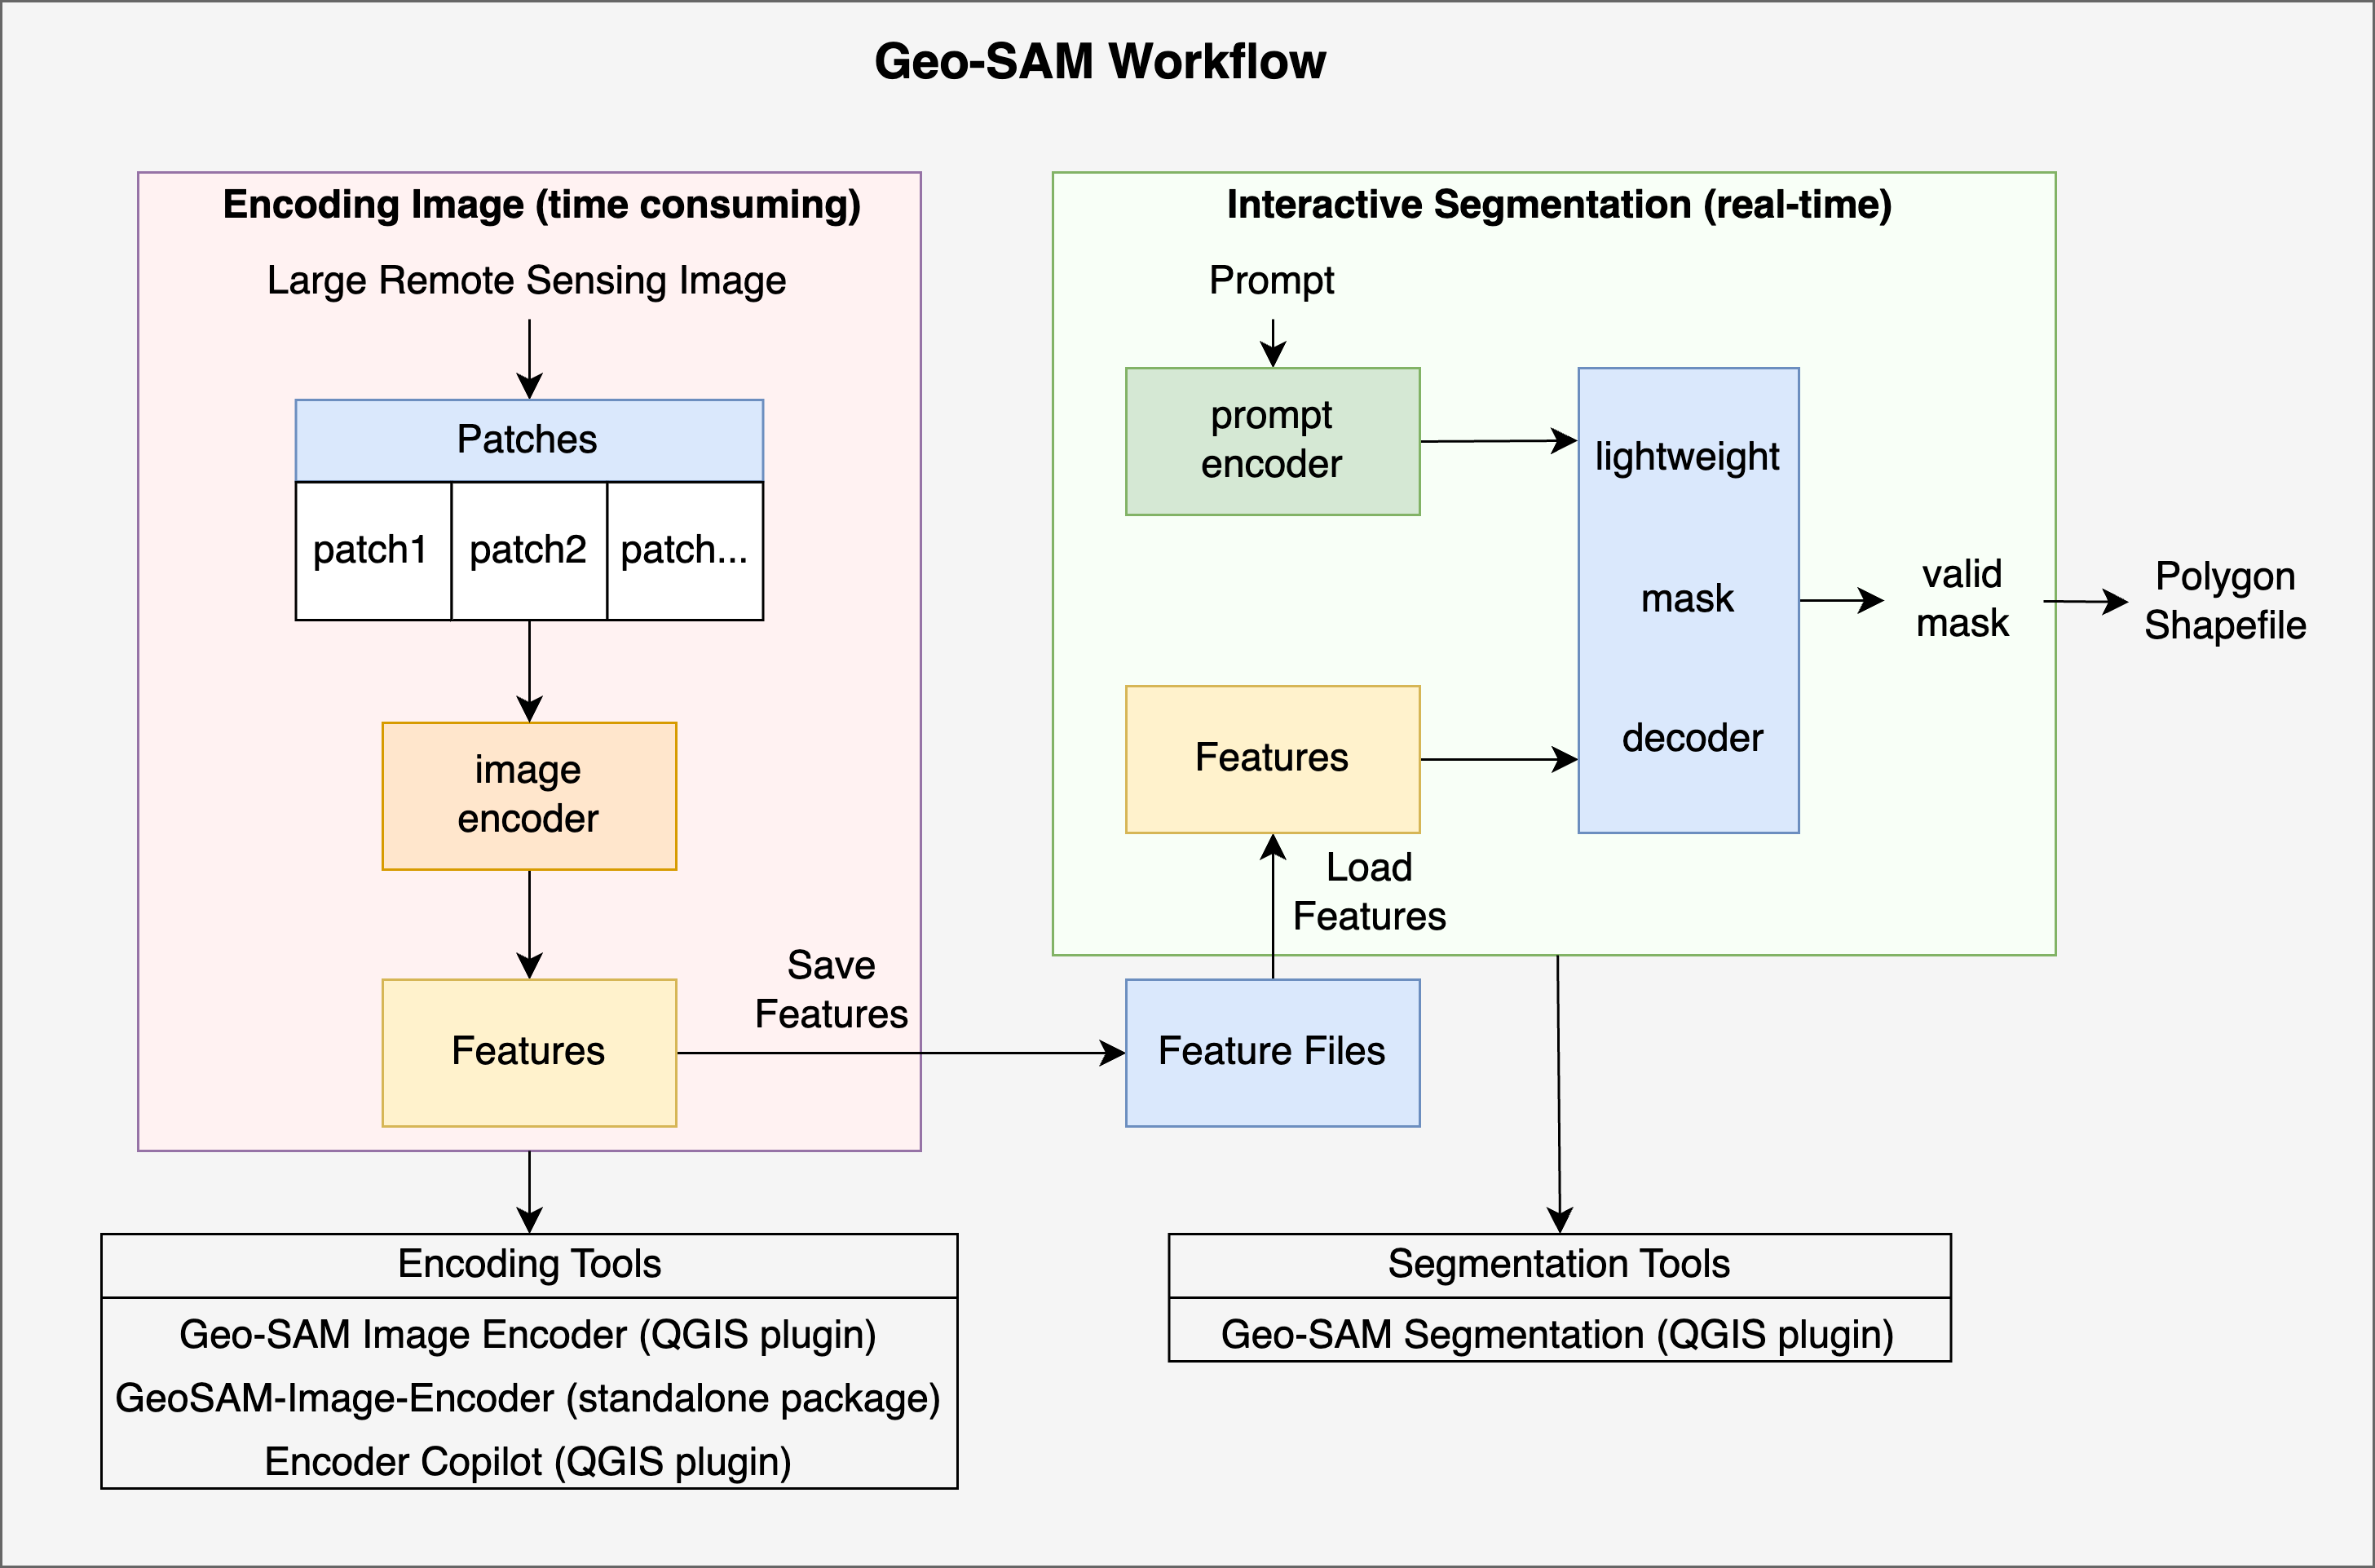 Geo-SAM Workflow
Encoding Image (time consuming)
Large Remote Sensing Image
Patches
patch1
patch2
patch...
image
encoder
Features
Save
Features
Feature Files
Interactive Segmentation (real-time)
Prompt
prompt
encoder
lightweight
mask
decoder
Features
Load
Features
valid
mask
Polygon
Shapefile
Encoding Tools
Geo-SAM Image Encoder (QGIS plugin)
GeoSAM-Image-Encoder (standalone package)
Encoder Copilot (QGIS plugin)
Segmentation Tools
Geo-SAM Segmentation (QGIS plugin)